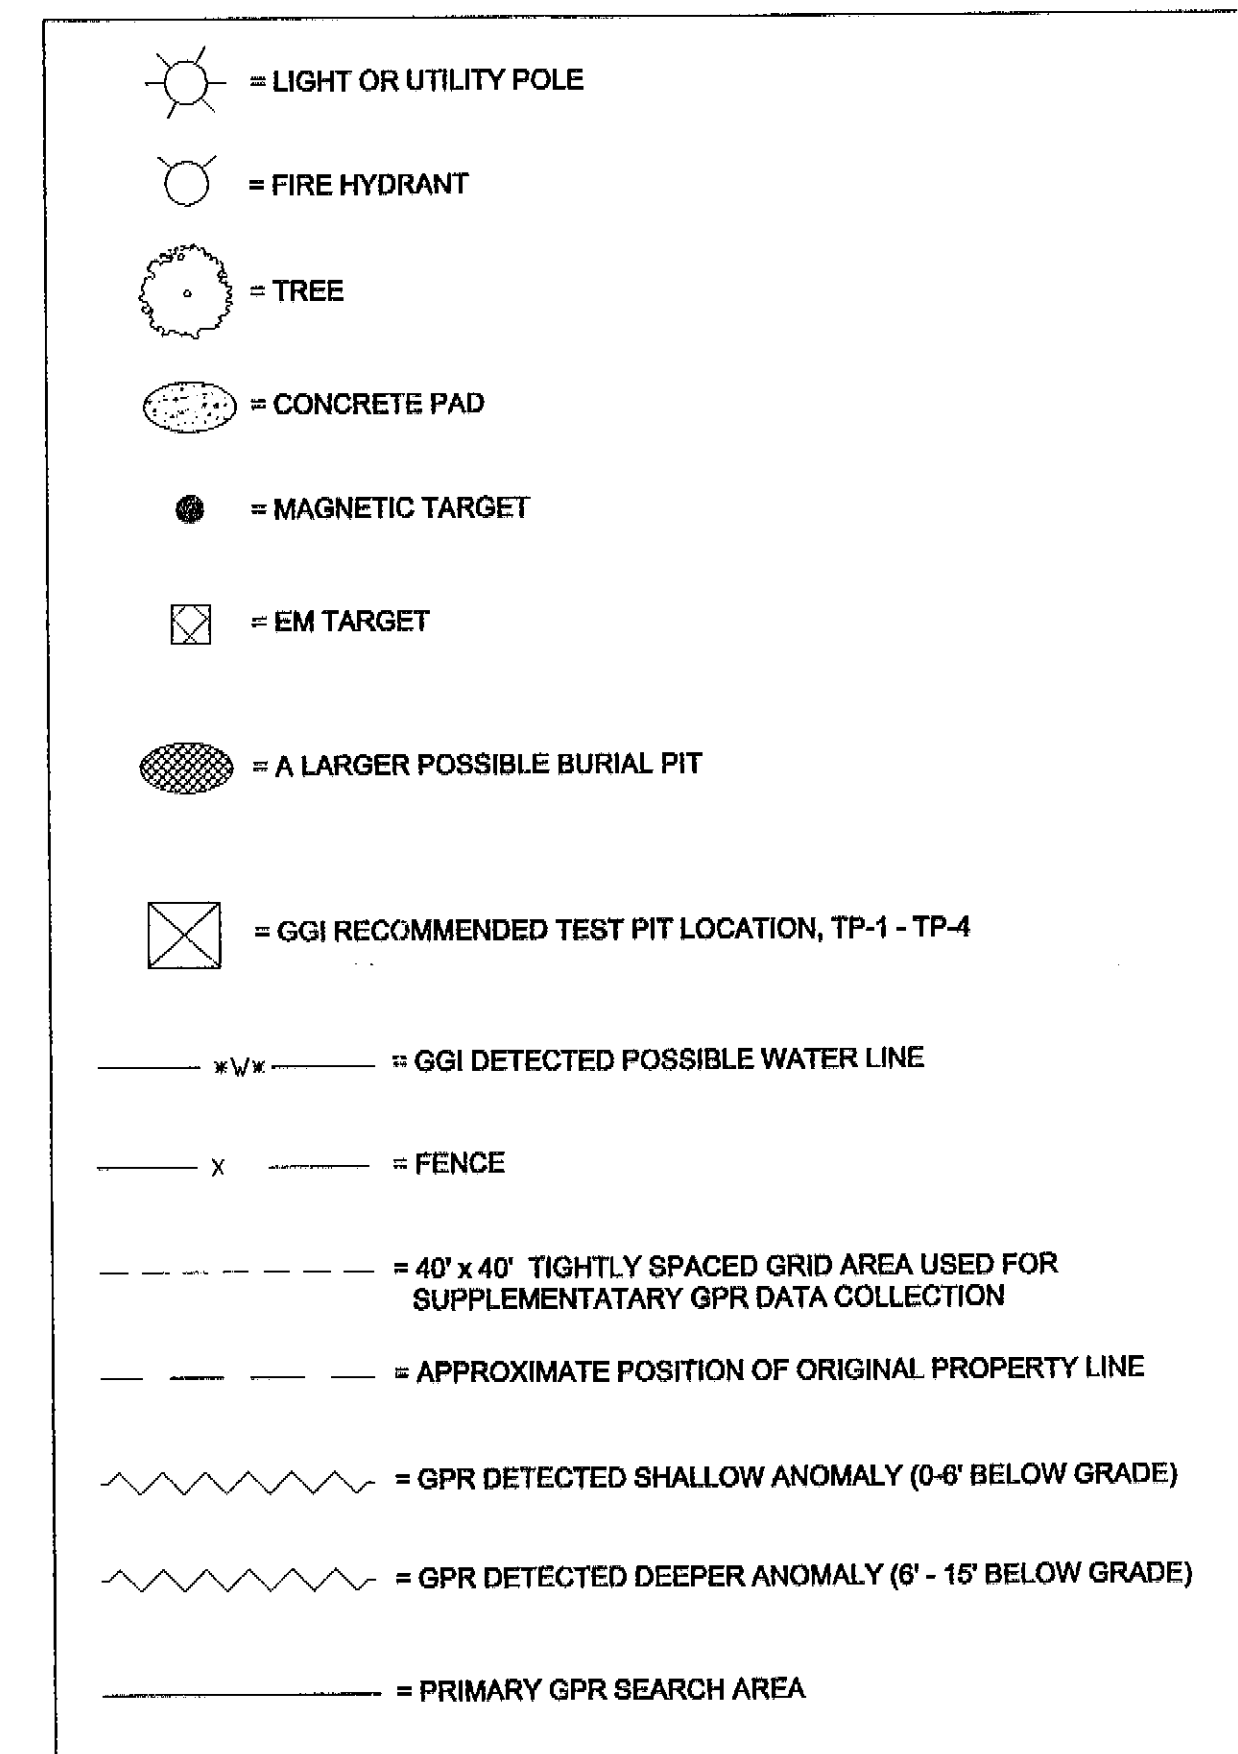 = LIGHT OR UTILITY POLE
= FIRE HYDRANT
= TREE
= CONCRETE PAD
= MAGNETIC TARGET
= EM TARGET
= A LARGER POSSIBLE BURIAL PIT
= GGI RECOMMENDED TEST PIT LOCATION, TP-1 - TP-4
*W* = GGI DETECTED POSSIBLE WATER LINE
X = FENCE
= 40' x 40' TIGHTLY SPACED GRID AREA USED FOR
SUPPLEMENTATARY GPR DATA COLLECTION
= APPROXIMATE POSITION OF ORIGINAL PROPERTY LINE
= GPR DETECTED SHALLOW ANOMALY (0-6' BELOW GRADE)
= GPR DETECTED DEEPER ANOMALY (6' - 15' BELOW GRADE)
= PRIMARY GPR SEARCH AREA